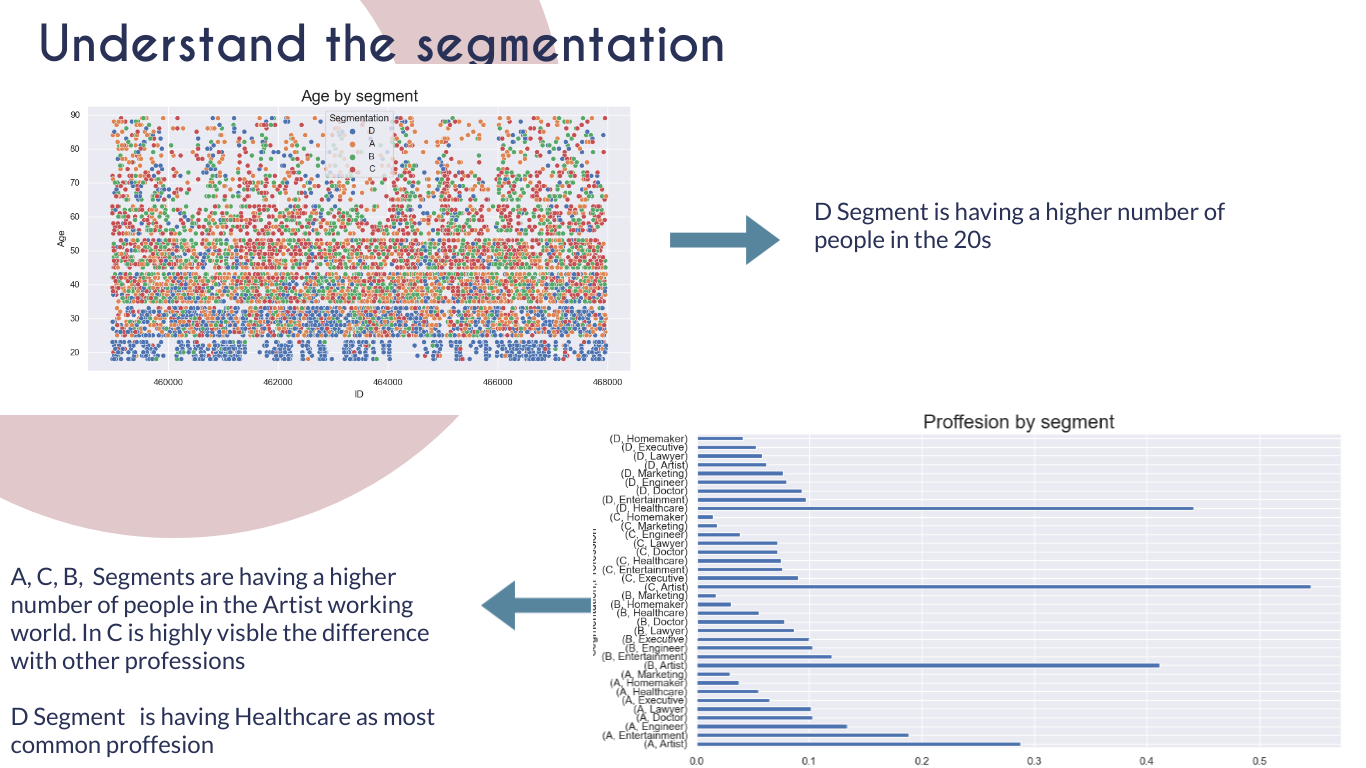 Understand the segmentation
Age by segment
Segmentation
D
A
B
C
90
80
70
60
50
40
30
20
Age
460000
462000
464000
466000
468000
ID
D Segment is having a higher number of
people in the 20s
Proffesion by segment
(D, Homemaker)
(D, Executive)
(D, Lawyer)
(D, Artist)
(D, Marketing)
(D, Engineer)
(D, Doctor)
(D, Entertainment)
(D, Healthcare)
(C, Homemaker)
(C, Marketing)
(C, Engineer)
(C, Lawyer)
(C, Doctor)
(C, Healthcare)
(C, Entertainment)
(C, Executive)
(C, Artist)
(B, Marketing)
(B, Homemaker)
(B, Healthcare)
(B, Doctor)
(B, Lawyer)
(B, Executive)
(B, Engineer)
(B, Entertainment)
(B, Artist)
(A, Marketing)
(A, Homemaker)
(A, Healthcare)
(A, Executive)
(A, Lawyer)
(A, Doctor)
(A, Engineer)
(A, Entertainment)
(A, Artist)
0.0
0.1
0.2
0.3
0.4
0.5
A, C, B, Segments are having a higher
number of people in the Artist working
world. In C is highly visble the difference
with other professions
D Segment is having Healthcare as most
common proffesion